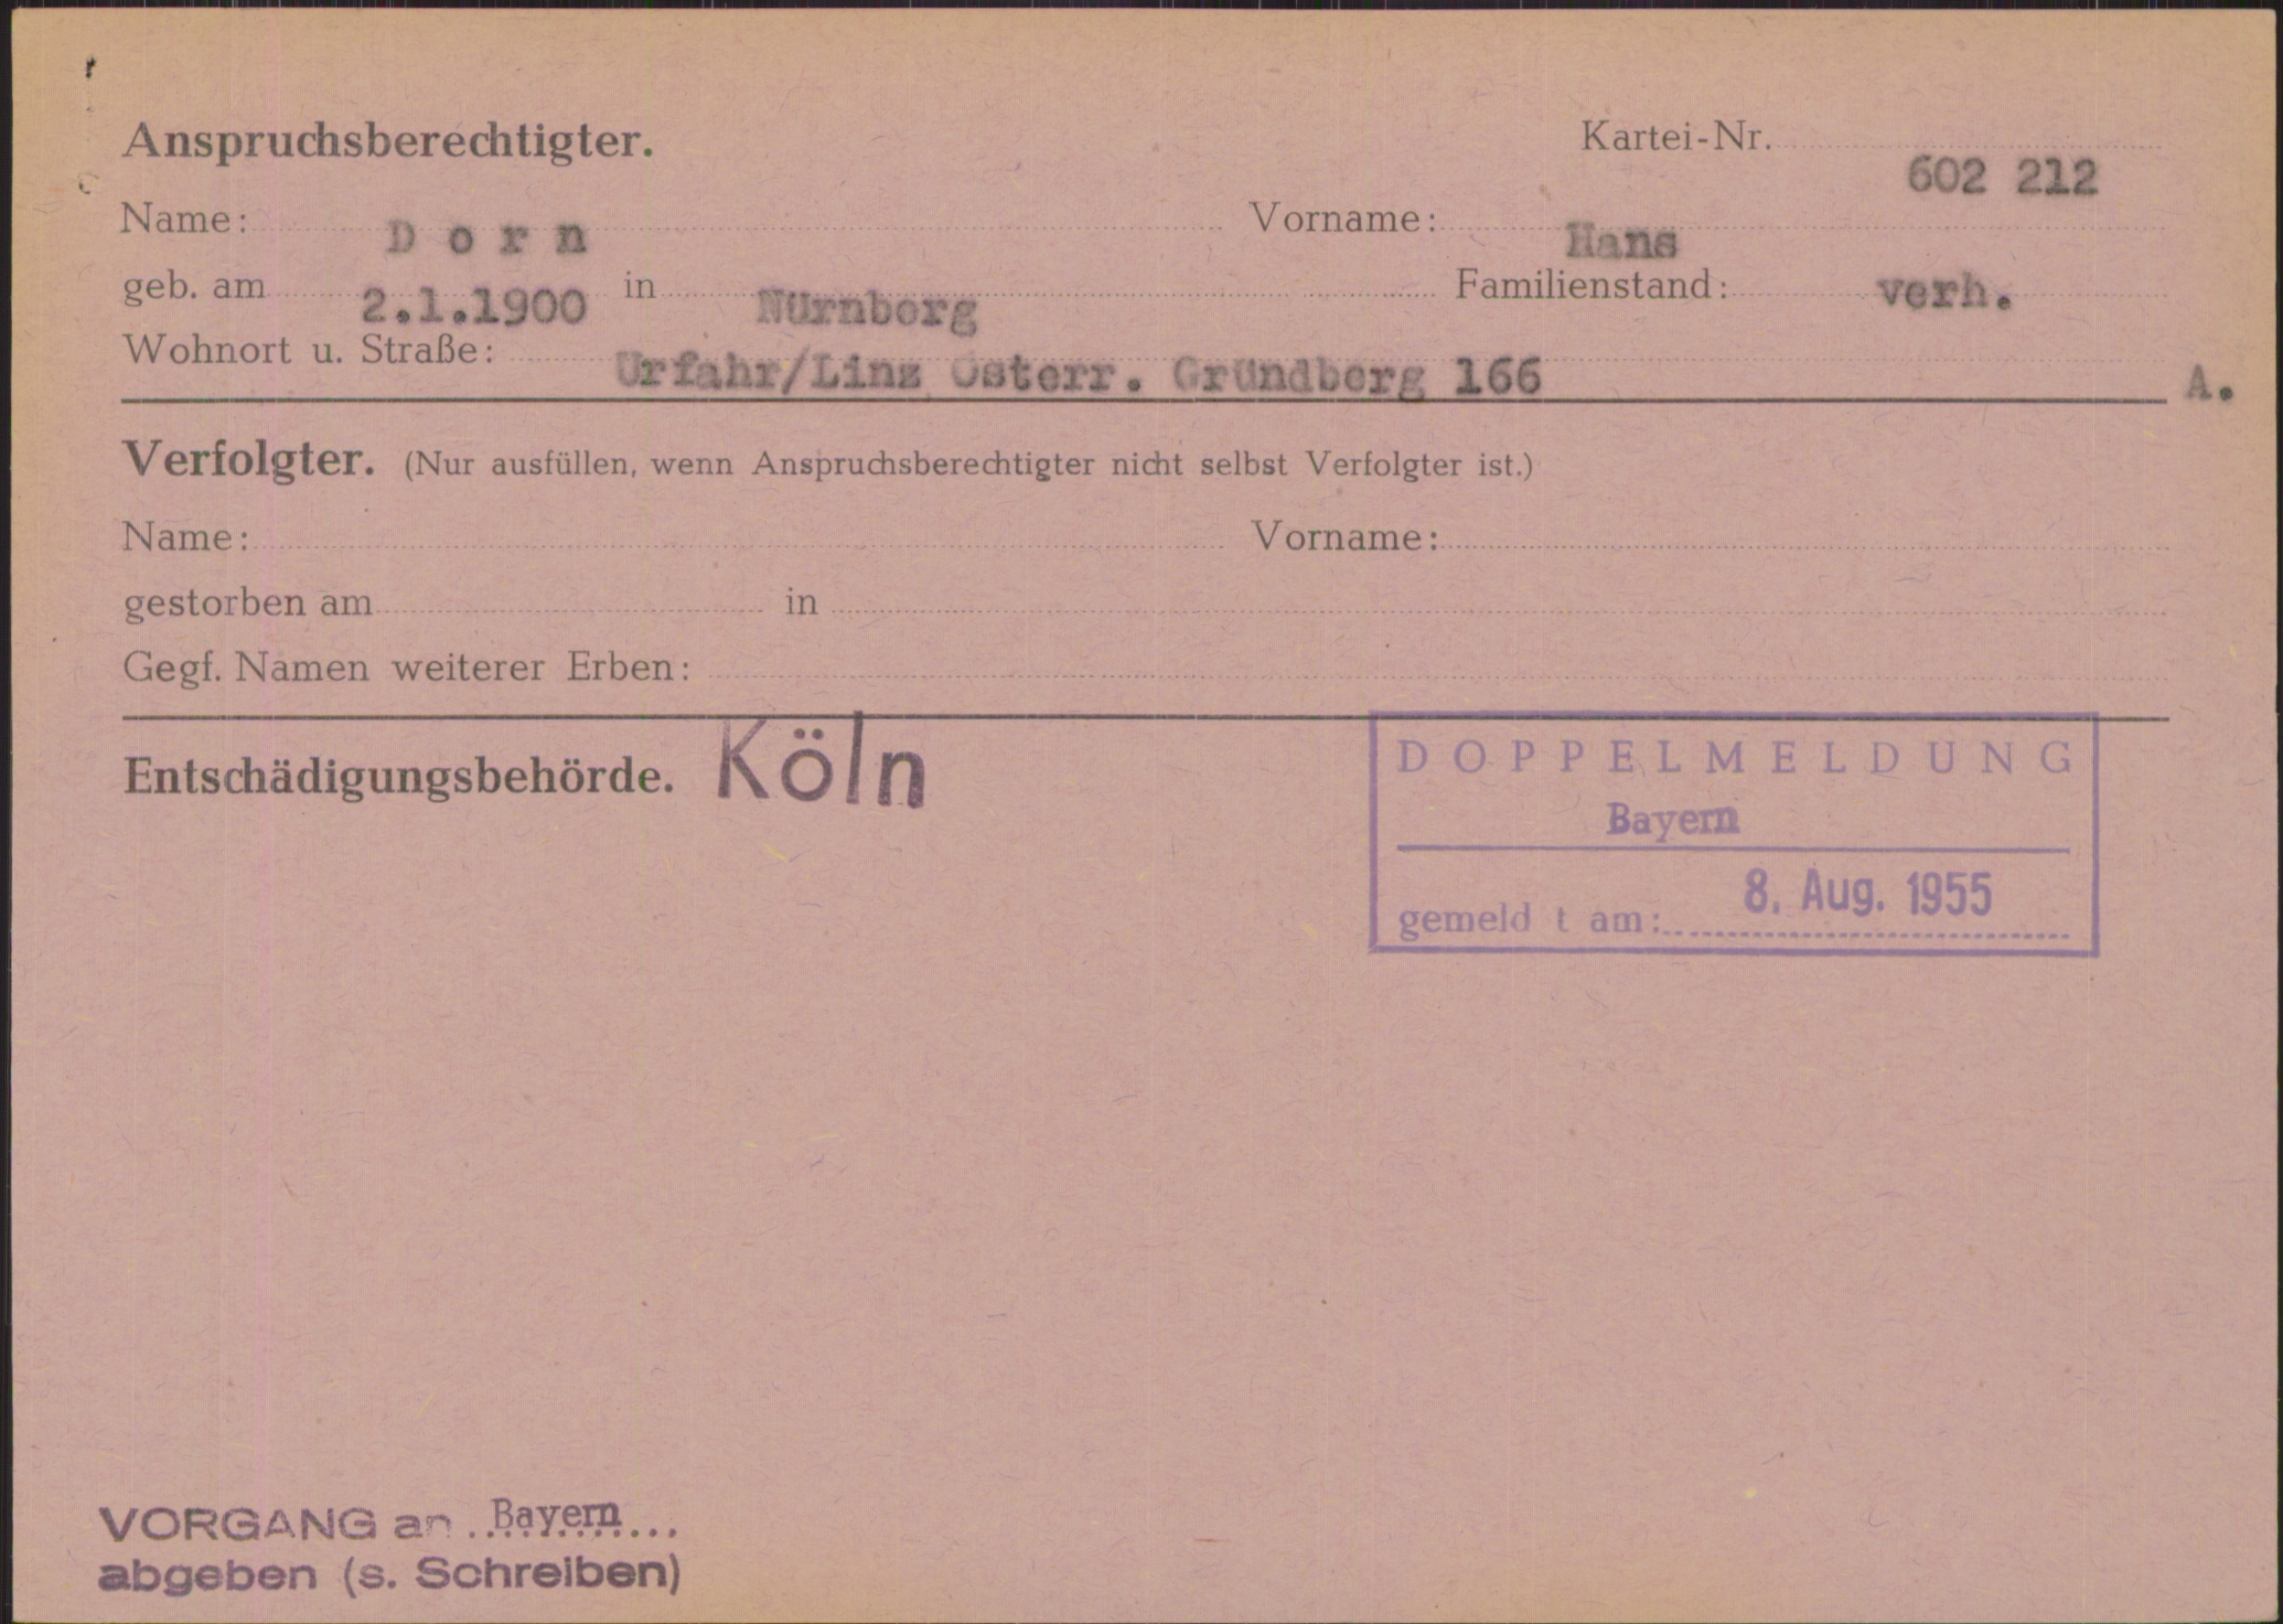 Anspruchsberechtigter.
Kartei-Nr. 602 212
Name: Dorn Vorname: Hans
geb. am 2.1.1900 in Nürnberg Familienstand: verh.
Wohnort u. Straße: Urfahr/Linz Österr. Gründberg 166 A.
Verfolgter. (Nur ausfüllen, wenn Anspruchsberechtigter nicht selbst Verfolgter ist.)
Name: Vorname:
gestorben am in
Gegf. Namen weiterer Erben:
Entschädigungsbehörde. Köln
DOPPELMELDUNG
Bayern
gemeld t am: 8. Aug. 1955
VORGANG an Bayern
abgeben (s. Schreiben)